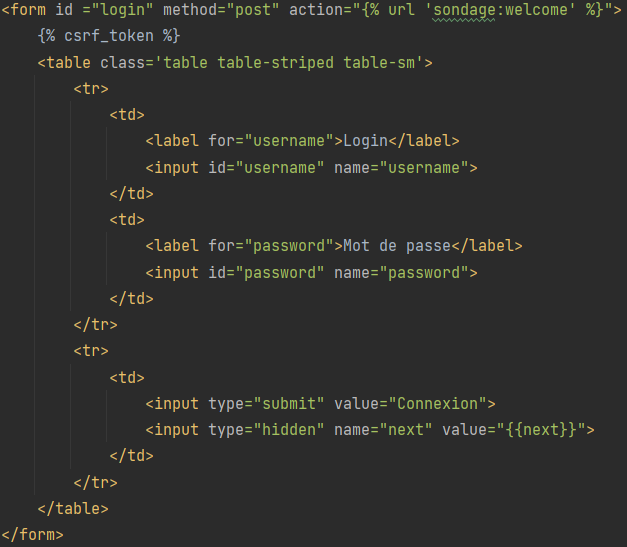 <form id ="login" method="post" action="{% url 'sondage:welcome' %}">
    {% csrf_token %}
    <table class='table table-striped table-sm'>
        <tr>
            <td>
                <label for="username">Login</label>
                <input id="username" name="username">
            </td>
            <td>
                <label for="password">Mot de passe</label>
                <input id="password" name="password">
            </td>
        </tr>
        <tr>
            <td>
                <input type="submit" value="Connexion">
                <input type="hidden" name="next" value="{{next}}">
            </td>
        </tr>
    </table>
</form>